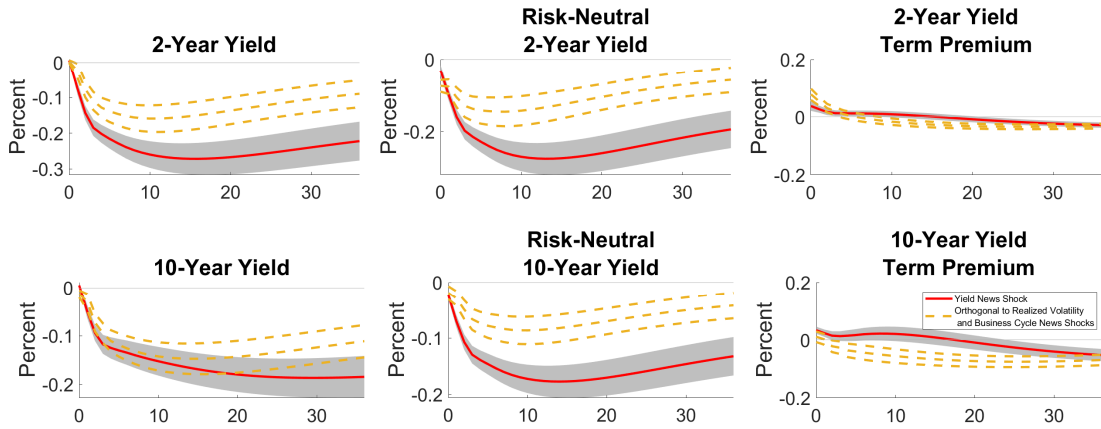 2-Year Yield
Percent
0
-0.1
-0.2
-0.3
0
10
20
30
Risk-Neutral
2-Year Yield
Percent
0
-0.2
0
10
20
30
2-Year Yield
Term Premium
Percent
0.2
0
-0.2
0
10
20
30
10-Year Yield
Percent
0
-0.1
-0.2
0
10
20
30
Risk-Neutral
10-Year Yield
Percent
0
-0.1
-0.2
0
10
20
30
10-Year Yield
Term Premium
Percent
0.2
0
-0.2
0
10
20
30
Yield News Shock
Orthogonal to Realized Volatility
and Business Cycle News Shocks